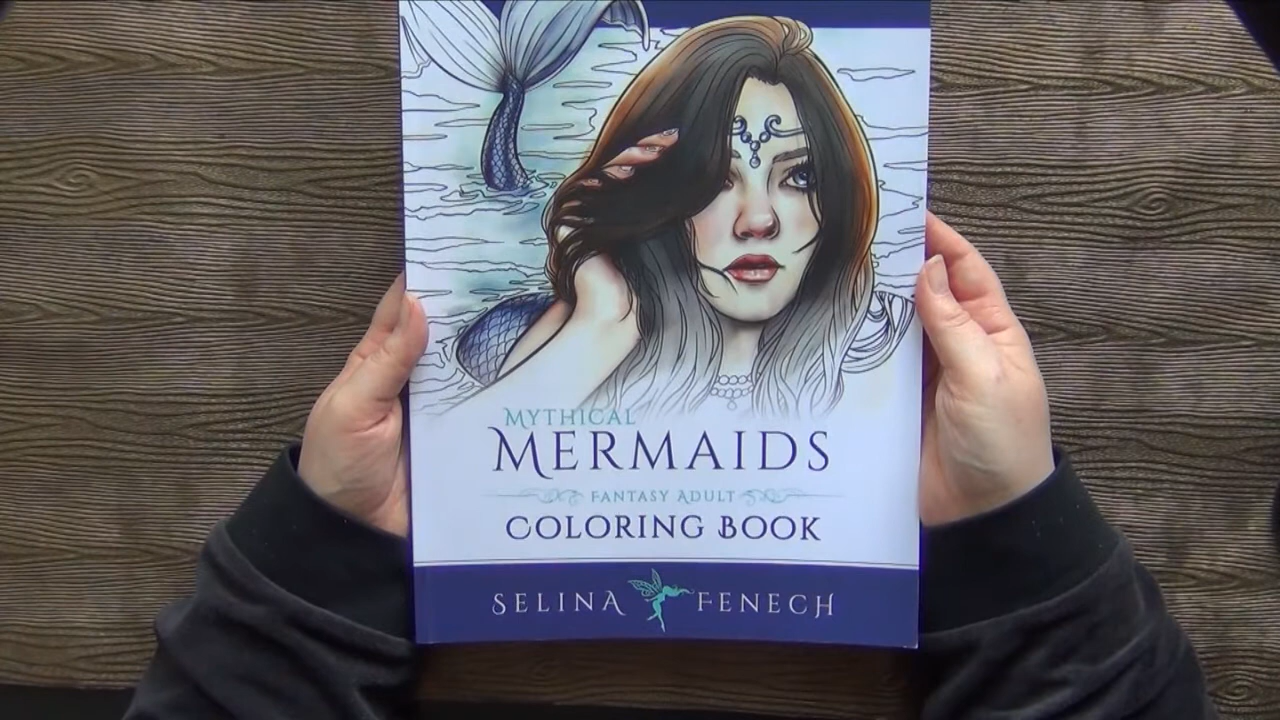 MYTHICAL
MERMAIDS
FANTASY ADULT
COLORING BOOK
SELINA FENECH